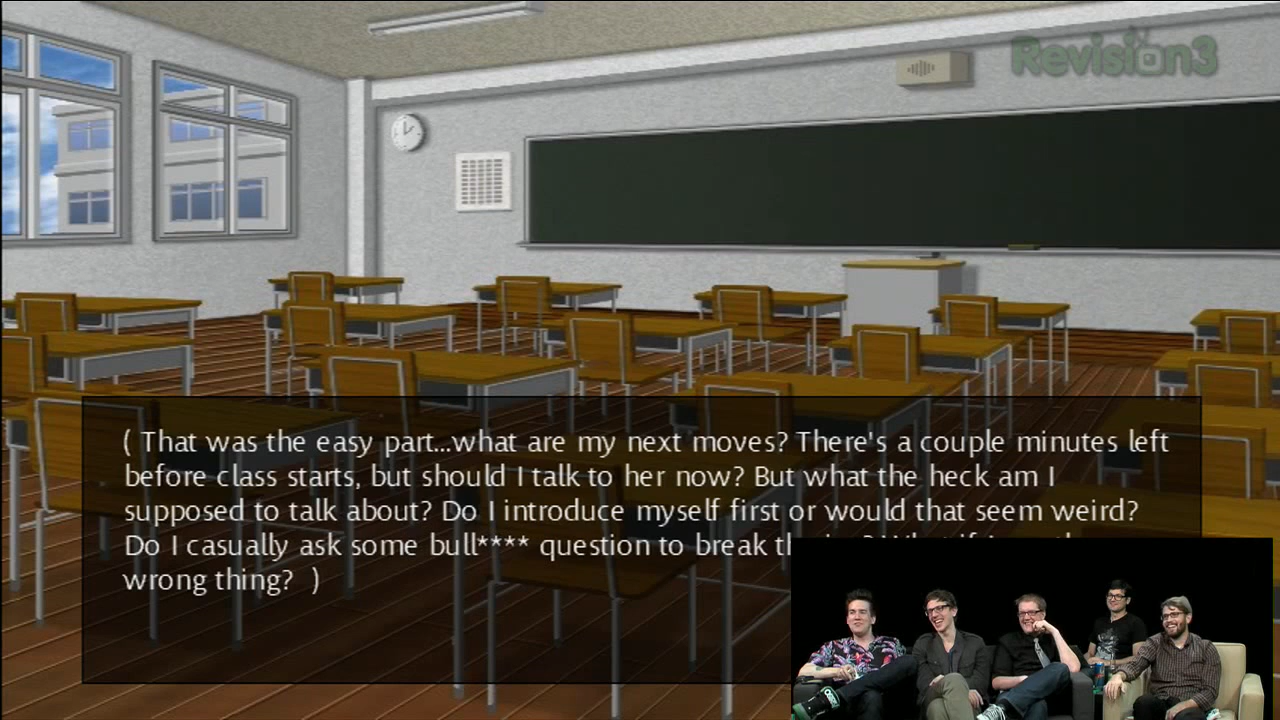 Revision3
( That was the easy part...what are my next moves? There's a couple minutes left
before class starts, but should I talk to her now? But what the heck am I
supposed to talk about? Do I introduce myself first or would that seem weird?
Do I casually ask some bull**** question to break
wrong thing? )